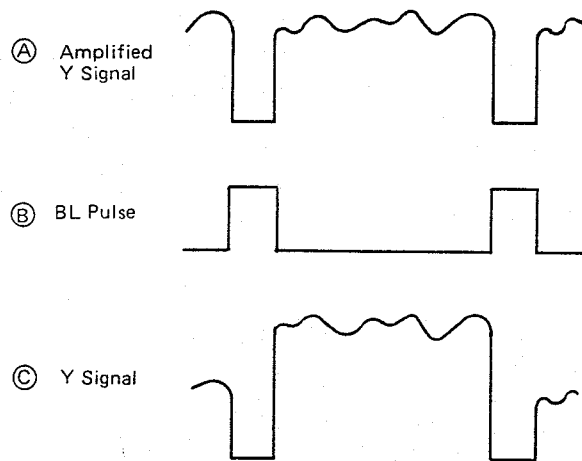 Ⓐ Amplified
Y Signal
Ⓑ BL Pulse
Ⓒ Y Signal